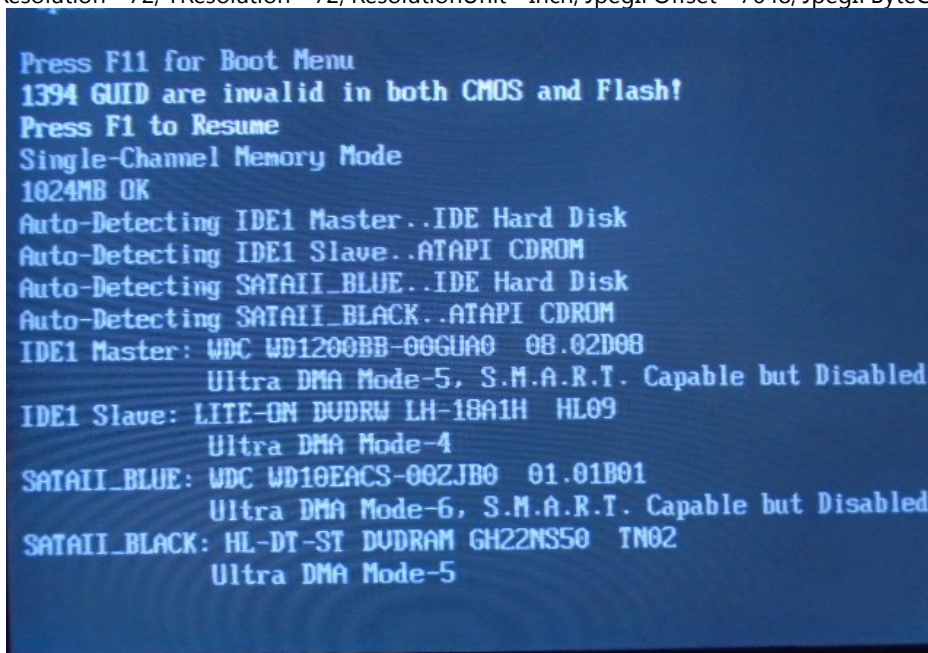 Press F11 for Boot Menu
1394 GUID are invalid in both CMOS and Flash!
Press F1 to Resume
Single-Channel Memory Mode
1024MB OK
Auto-Detecting IDE1 Master..IDE Hard Disk
Auto-Detecting IDE1 Slave..ATAPI CDROM
Auto-Detecting SATAII_BLUE..IDE Hard Disk
Auto-Detecting SATAII_BLACK..ATAPI CDROM
IDE1 Master: WDC WD1200BB-00GUA0 08.02D08
Ultra DMA Mode-5, S.M.A.R.T. Capable but Disabled
IDE1 Slave: LITE-ON DVDRW LH-18A1H HL09
Ultra DMA Mode-4
SATAII_BLUE: WDC WD10EACS-00ZJB0 01.01B01
Ultra DMA Mode-6, S.M.A.R.T. Capable but Disabled
SATAII_BLACK: HL-DT-ST DVDRAM GH22NS50 TN02
Ultra DMA Mode-5